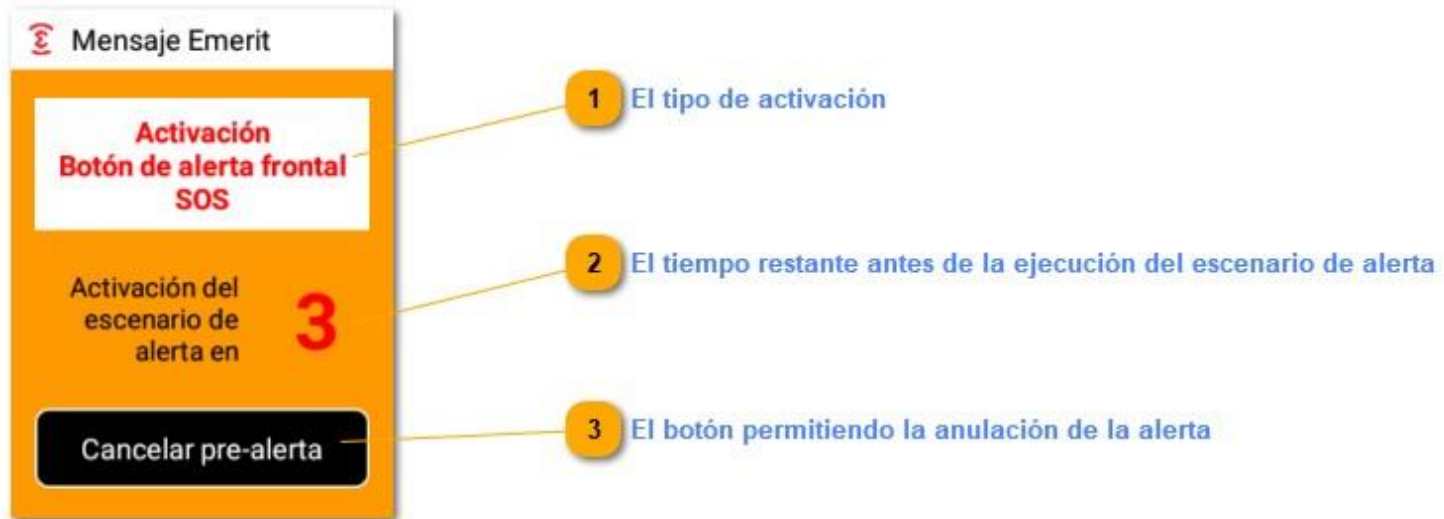 Mensaje Emerit
Activación
Botón de alerta frontal
SOS
1 El tipo de activación
Activación del
escenario de
alerta en
3
2 El tiempo restante antes de la ejecución del escenario de alerta
Cancelar pre-alerta
3 El botón permitiendo la anulación de la alerta